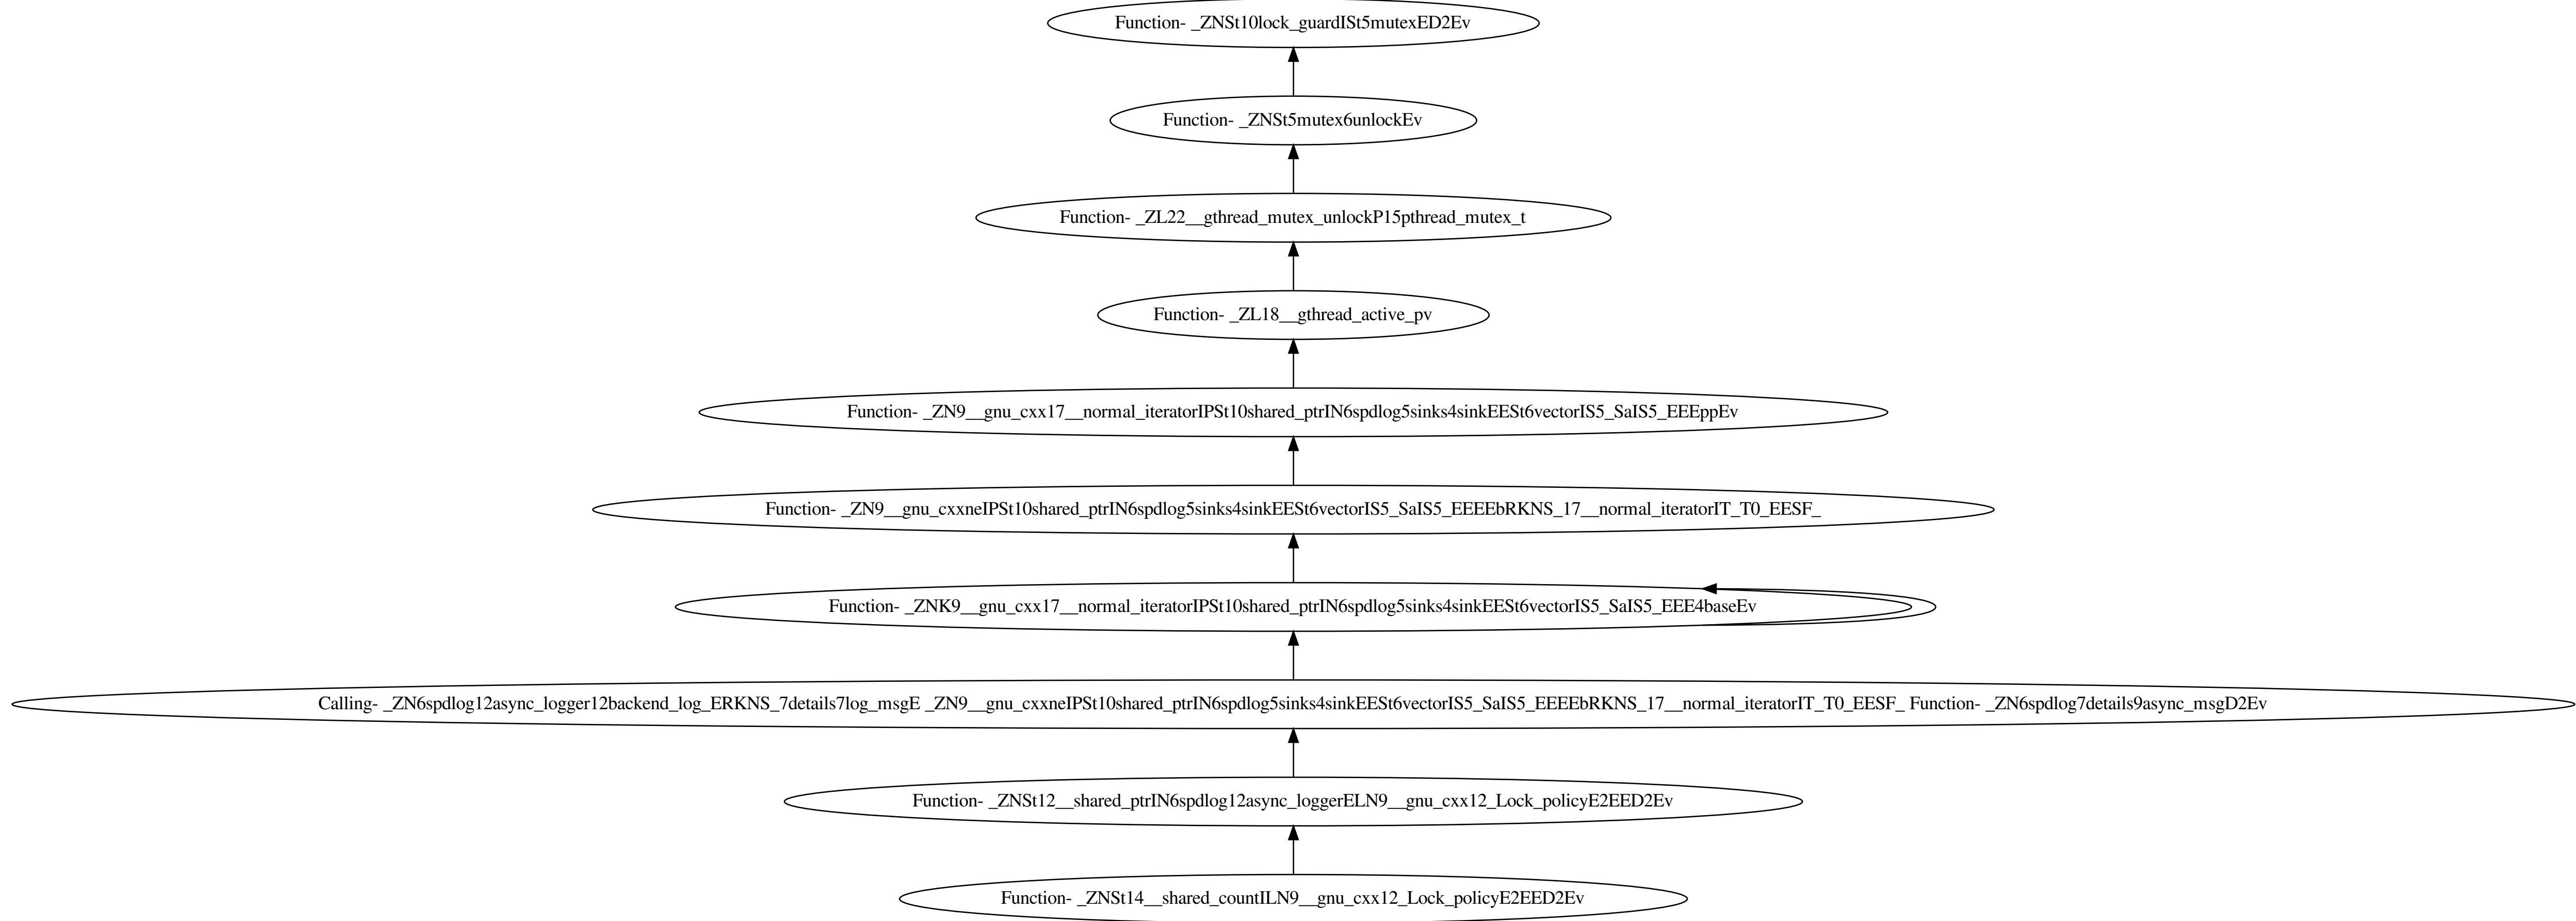 Function- _ZNSt10lock_guardISt5mutexED2Ev
Function- _ZNSt5mutex6unlockEv
Function- _ZL22__gthread_mutex_unlockP15pthread_mutex_t
Function- _ZL18__gthread_active_pv
Function- _ZN9__gnu_cxx17__normal_iteratorIPSt10shared_ptrIN6spdlog5sinks4sinkEESt6vectorIS5_SaIS5_EEEppEv
Function- _ZN9__gnu_cxxneIPSt10shared_ptrIN6spdlog5sinks4sinkEESt6vectorIS5_SaIS5_EEEEbRKNS_17__normal_iteratorIT_T0_EESF_
Function- _ZNK9__gnu_cxx17__normal_iteratorIPSt10shared_ptrIN6spdlog5sinks4sinkEESt6vectorIS5_SaIS5_EEE4baseEv
Calling- _ZN6spdlog12async_logger12backend_log_ERKNS_7details7log_msgE _ZN9__gnu_cxxneIPSt10shared_ptrIN6spdlog5sinks4sinkEESt6vectorIS5_SaIS5_EEEEbRKNS_17__normal_iteratorIT_T0_EESF_ Function- _ZN6spdlog7details9async_msgD2Ev
Function- _ZNSt12__shared_ptrIN6spdlog12async_loggerELN9__gnu_cxx12_Lock_policyE2EED2Ev
Function- _ZNSt14__shared_countILN9__gnu_cxx12_Lock_policyE2EED2Ev